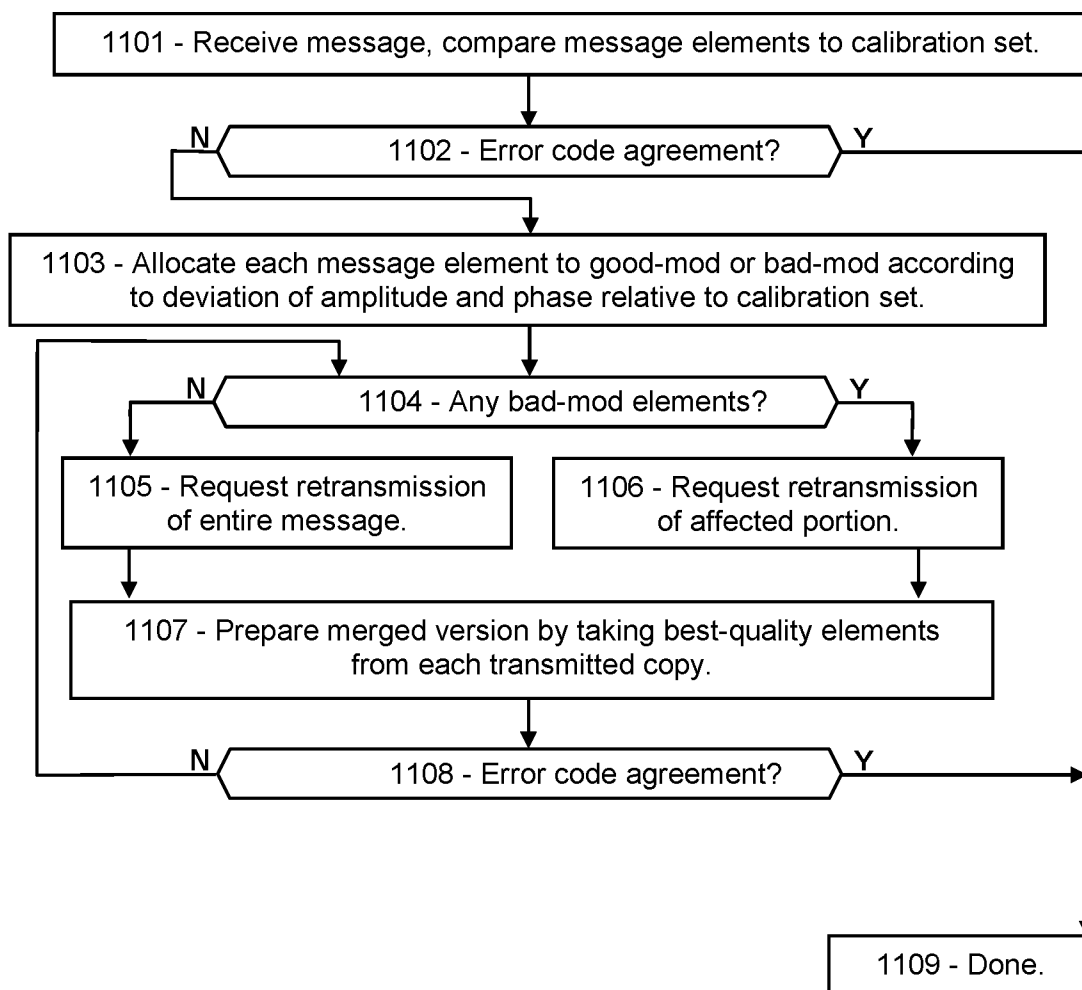 1101 - Receive message, compare message elements to calibration set.
N
1102 - Error code agreement?
Y
1103 - Allocate each message element to good-mod or bad-mod according
to deviation of amplitude and phase relative to calibration set.
N
1104 - Any bad-mod elements?
Y
1105 - Request retransmission
of entire message.
1106 - Request retransmission
of affected portion.
1107 - Prepare merged version by taking best-quality elements
from each transmitted copy.
N
1108 - Error code agreement?
Y
1109 - Done.